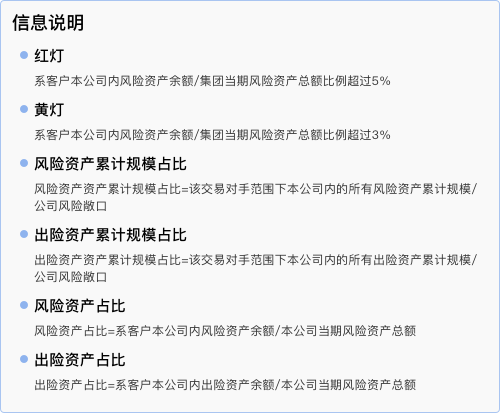 信息说明
红灯
系客户本公司内风险资产余额/集团当期风险资产总额比例超过5%
黄灯
系客户本公司内风险资产余额/集团当期风险资产总额比例超过3%
风险资产累计规模占比
风险资产资产累计规模占比=该交易对手范围下本公司内的所有风险资产累计规模/
公司风险敞口
出险资产累计规模占比
出险资产资产累计规模占比=该交易对手范围下本公司内的所有出险资产累计规模/
公司风险敞口
风险资产占比
风险资产占比=系客户本公司内风险资产余额/本公司当期风险资产总额
出险资产占比
出险资产占比=系客户本公司内出险资产余额/本公司当期风险资产总额